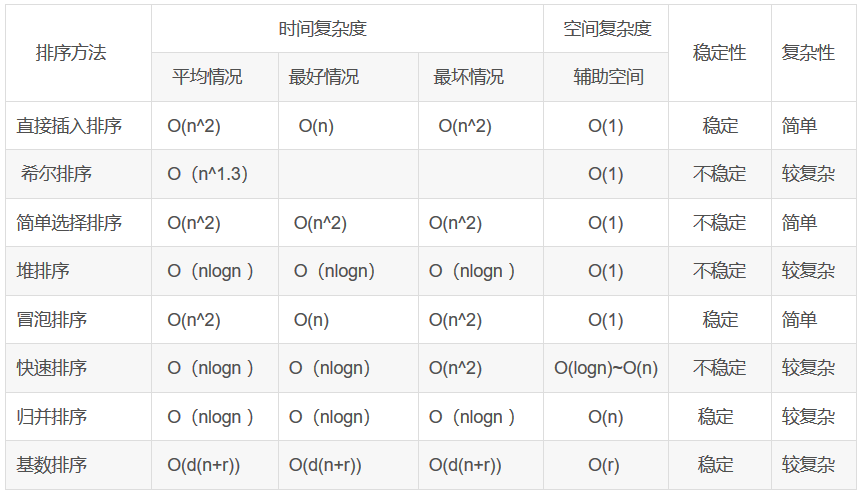 排序方法 时间复杂度 空间复杂度 稳定性 复杂性
平均情况 最好情况 最坏情况 辅助空间
直接插入排序 O(n^2) O(n) O(n^2) O(1) 稳定 简单
希尔排序 O（n^1.3） O(1) 不稳定 较复杂
简单选择排序 O(n^2) O(n^2) O(n^2) O(1) 不稳定 简单
堆排序 O（nlogn ） O（nlogn） O（nlogn ） O(1) 不稳定 较复杂
冒泡排序 O(n^2) O(n) O(n^2) O(1) 稳定 简单
快速排序 O（nlogn ） O（nlogn） O(n^2) O(logn)~O(n) 不稳定 较复杂
归并排序 O（nlogn ） O（nlogn） O（nlogn ） O(n) 稳定 较复杂
基数排序 O(d(n+r)) O(d(n+r)) O(d(n+r)) O(r) 稳定 较复杂